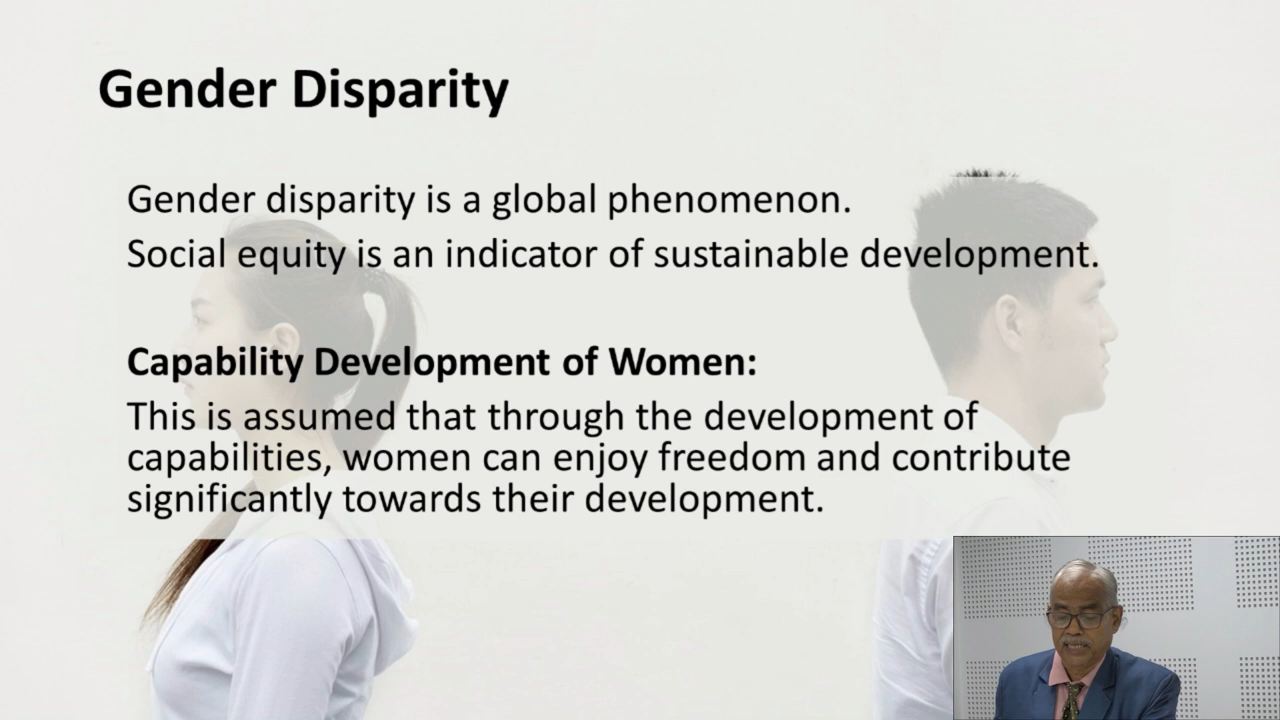 Gender Disparity
Gender disparity is a global phenomenon.
Social equity is an indicator of sustainable development.
Capability Development of Women:
This is assumed that through the development of
capabilities, women can enjoy freedom and contribute
significantly towards their development.